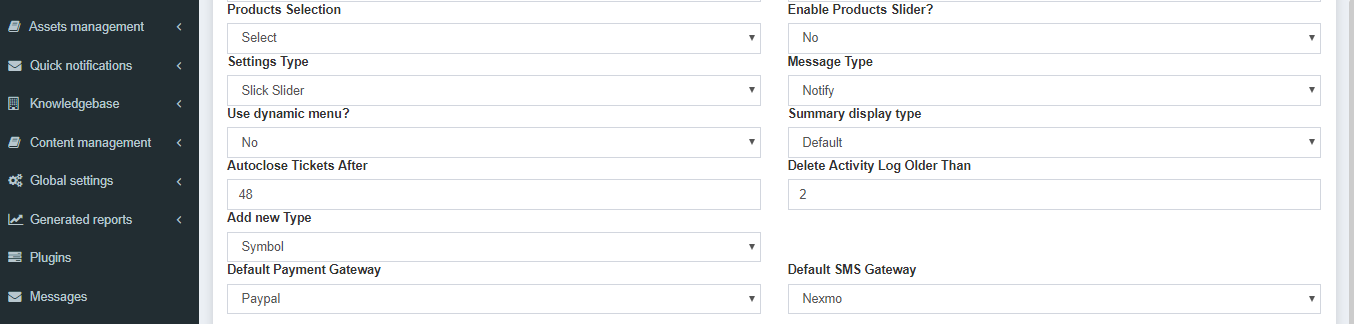 Assets management
Quick notifications
Knowledgebase
Content management
Global settings
Generated reports
Plugins
Messages
Products Selection
Select
Enable Products Slider?
No
Settings Type
Slick Slider
Message Type
Notify
Use dynamic menu?
No
Summary display type
Default
Autoclose Tickets After
48
Delete Activity Log Older Than
2
Add new Type
Symbol
Default Payment Gateway
Paypal
Default SMS Gateway
Nexmo